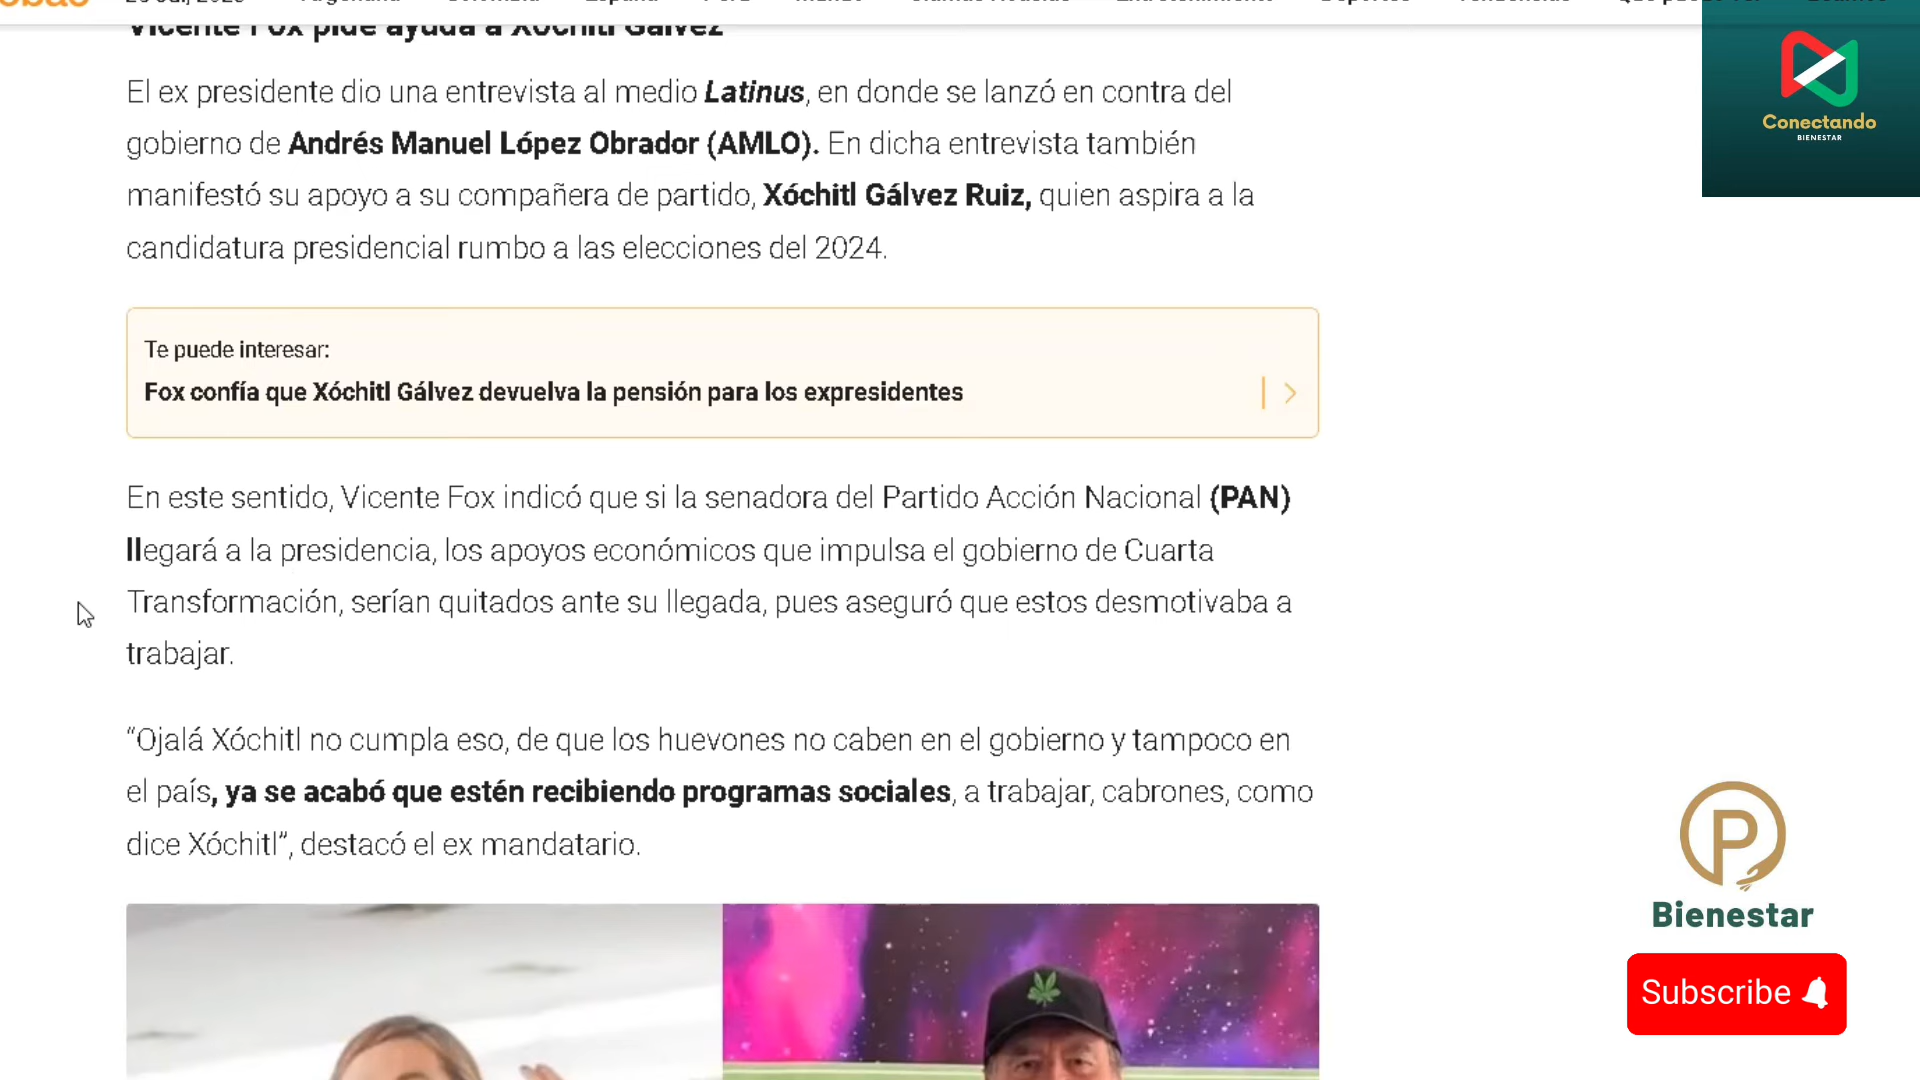 Vicente Fox pide ayuda a Xóchitl Gálvez
El ex presidente dio una entrevista al medio Latinus, en donde se lanzó en contra del
gobierno de Andrés Manuel López Obrador (AMLO). En dicha entrevista también
manifestó su apoyo a su compañera de partido, Xóchitl Gálvez Ruiz, quien aspira a la
candidatura presidencial rumbo a las elecciones del 2024.
Te puede interesar:
Fox confía que Xóchitl Gálvez devuelva la pensión para los expresidentes
En este sentido, Vicente Fox indicó que si la senadora del Partido Acción Nacional (PAN)
llegará a la presidencia, los apoyos económicos que impulsa el gobierno de Cuarta
Transformación, serían quitados ante su llegada, pues aseguró que estos desmotivaba a
trabajar.
“Ojalá Xóchitl no cumpla eso, de que los huevones no caben en el gobierno y tampoco en
el país, ya se acabó que estén recibiendo programas sociales, a trabajar, cabrones, como
dice Xóchitl”, destacó el ex mandatario.
Conectando
BIENESTAR
P
Bienestar
Subscribe